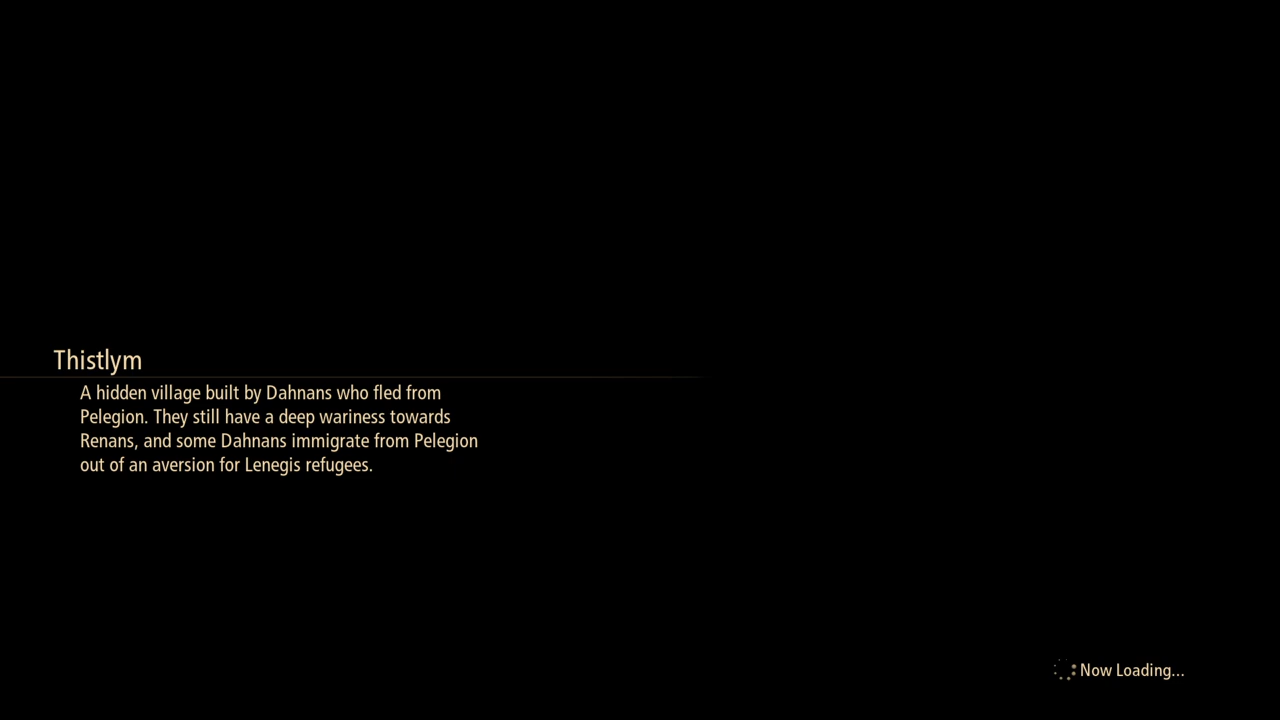 Thistlym
A hidden village built by Dahnans who fled from
Pelegion. They still have a deep wariness towards
Renans, and some Dahnans immigrate from Pelegion
out of an aversion for Lenegis refugees.
Now Loading...